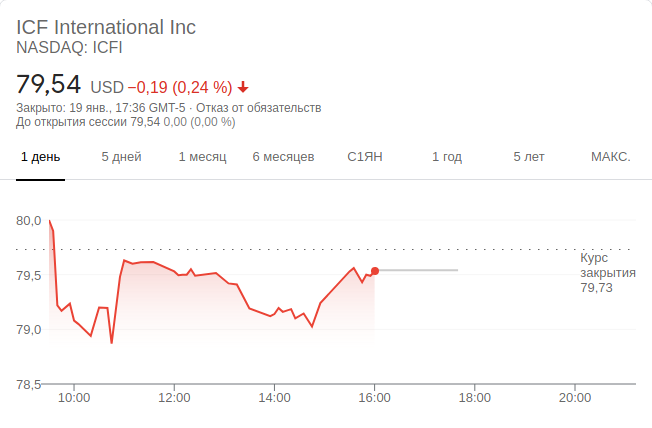 ICF International Inc
NASDAQ: ICFI
79,54 USD −0,19 (0,24 %)
Закрыто: 19 янв., 17:36 GMT-5 · Отказ от обязательств
До открытия сессии 79,54 0,00 (0,00 %)
1 день 5 дней 1 месяц 6 месяцев С1ЯН 1 год 5 лет МАКС.
80,0
Курс
79,5 закрытия
79,73
79,0
78,5
10:00 12:00 14:00 16:00 18:00 20:00